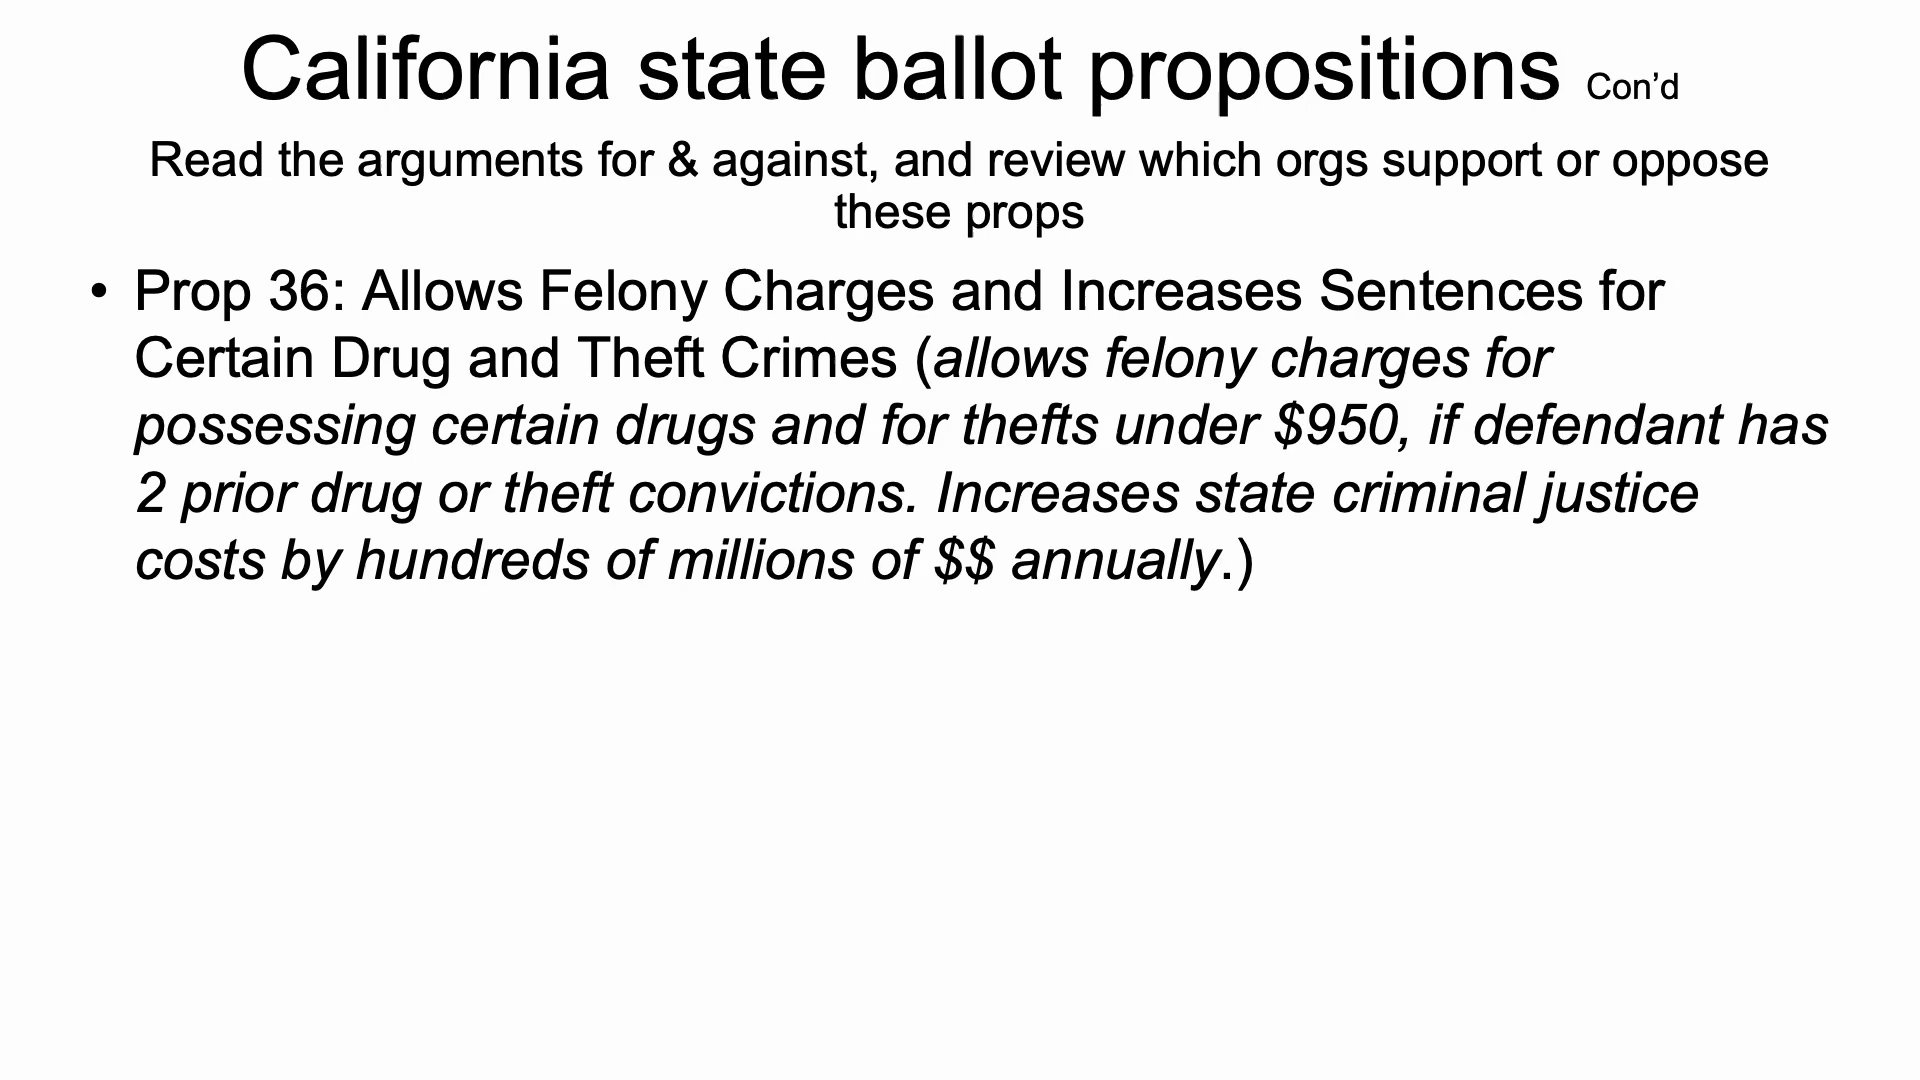 California state ballot propositions Con’d
Read the arguments for & against, and review which orgs support or oppose
these props
• Prop 36: Allows Felony Charges and Increases Sentences for
Certain Drug and Theft Crimes (allows felony charges for
possessing certain drugs and for thefts under $950, if defendant has
2 prior drug or theft convictions. Increases state criminal justice
costs by hundreds of millions of $$ annually.)